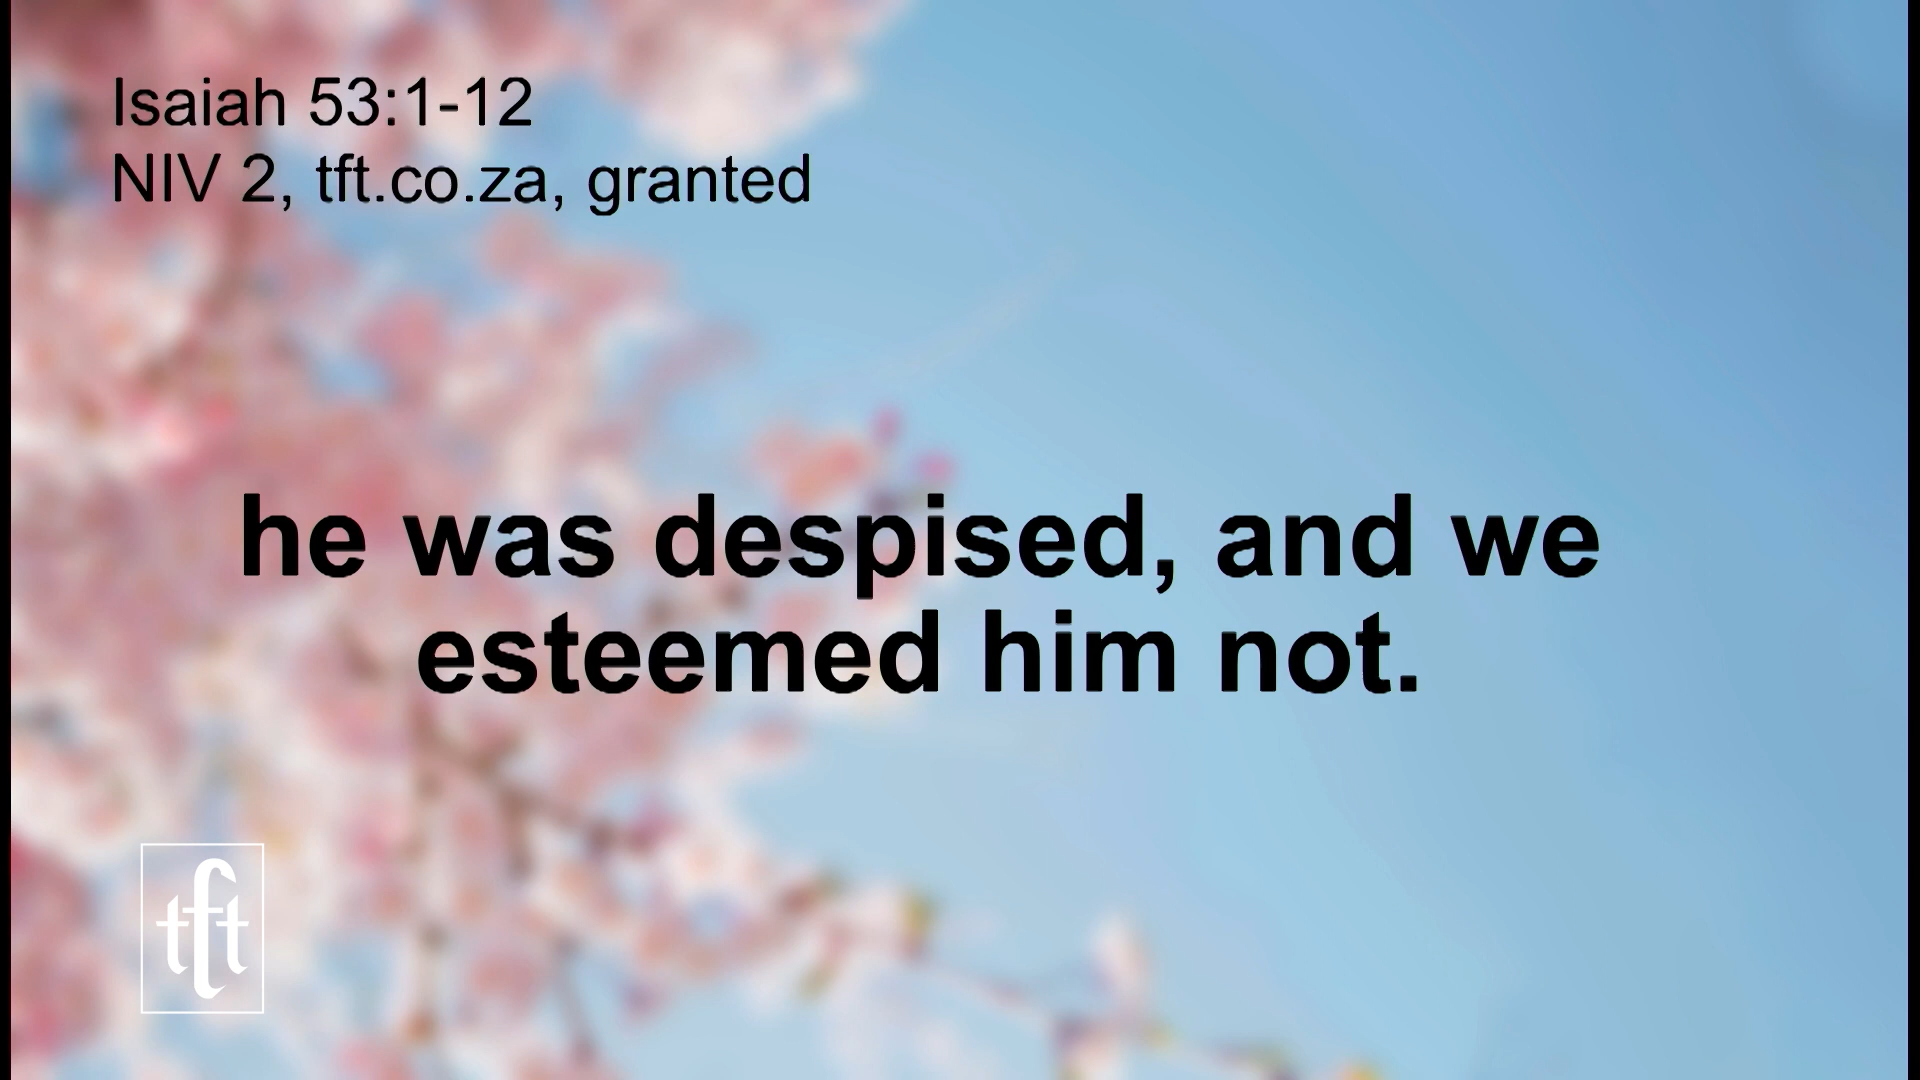 Isaiah 53:1-12
NIV 2, tft.co.za, granted
he was despised, and we
esteemed him not.
tft